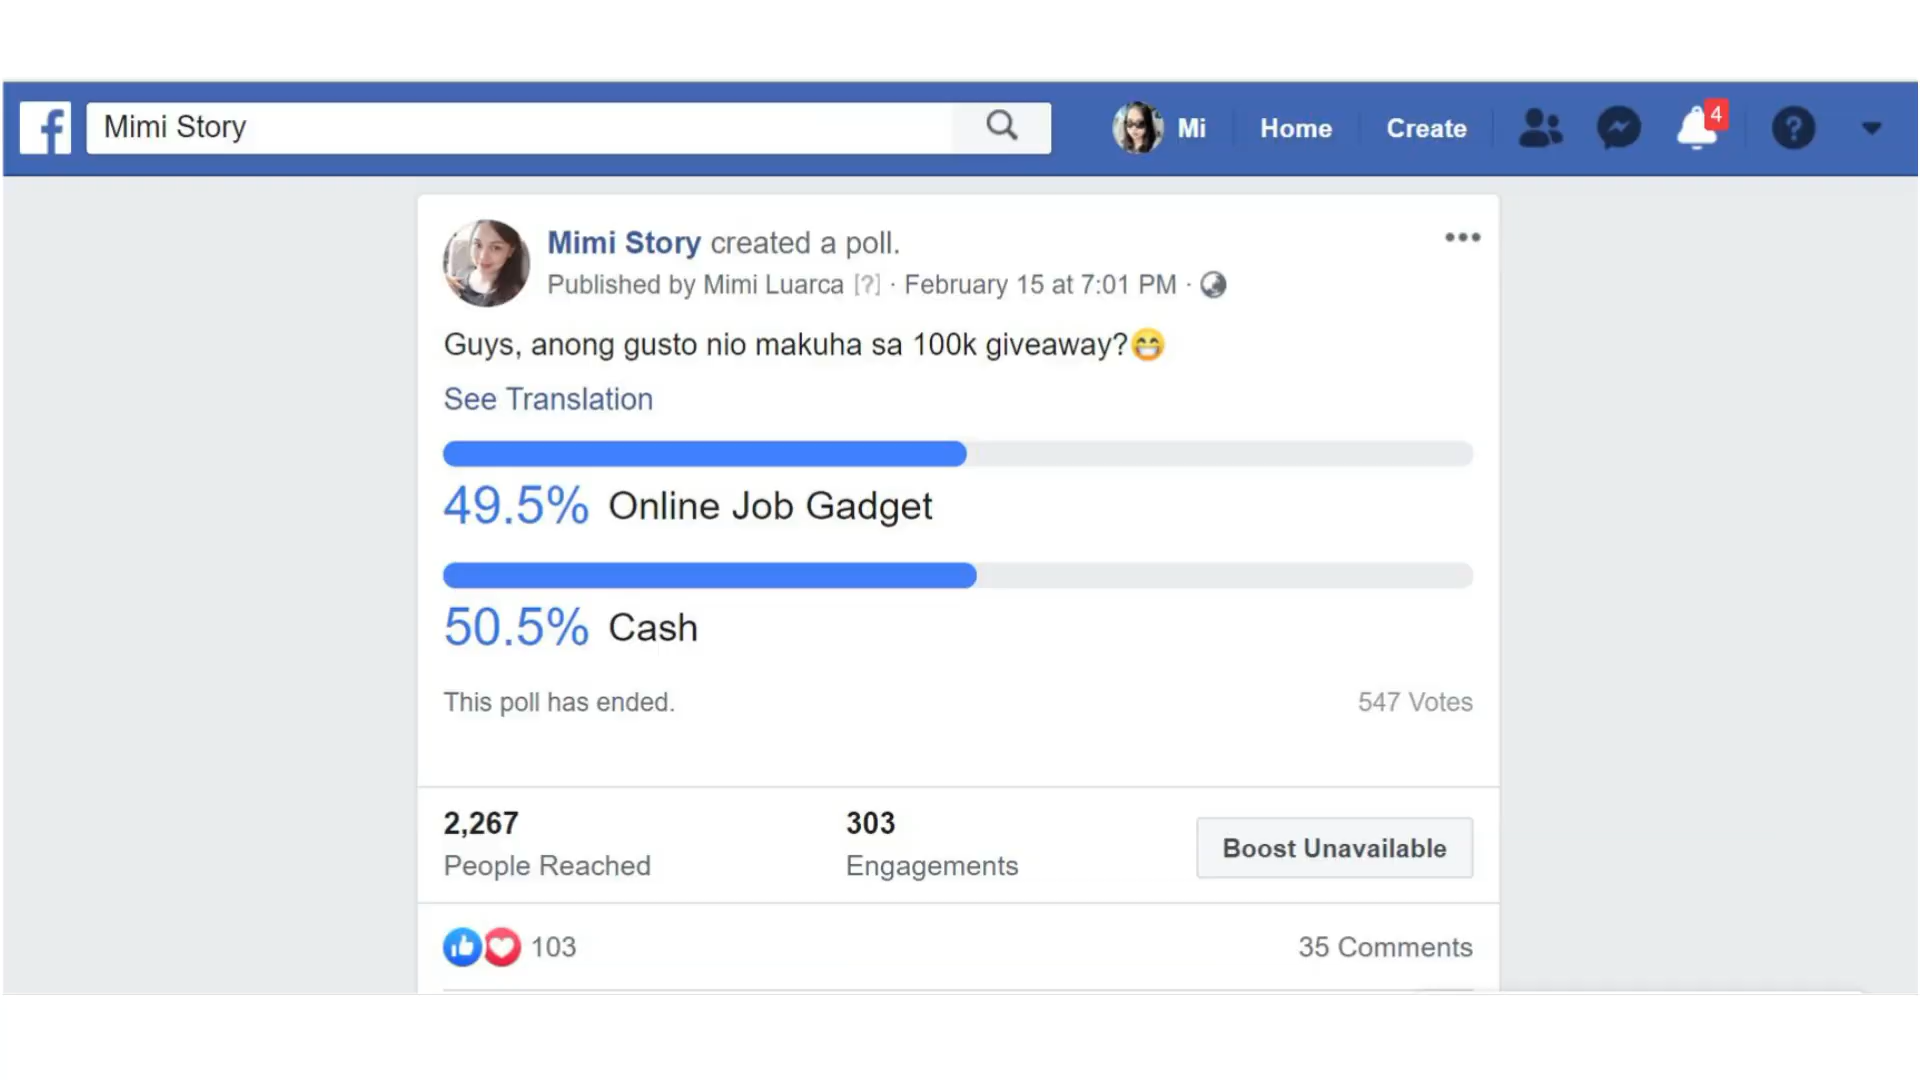 f Mimi Story Mi Home Create 4 ?
Mimi Story created a poll.
Published by Mimi Luarca [?] · February 15 at 7:01 PM ·
Guys, anong gusto nio makuha sa 100k giveaway?😁
See Translation
49.5% Online Job Gadget
50.5% Cash
This poll has ended. 547 Votes
2,267 303
People Reached Engagements Boost Unavailable
103 35 Comments